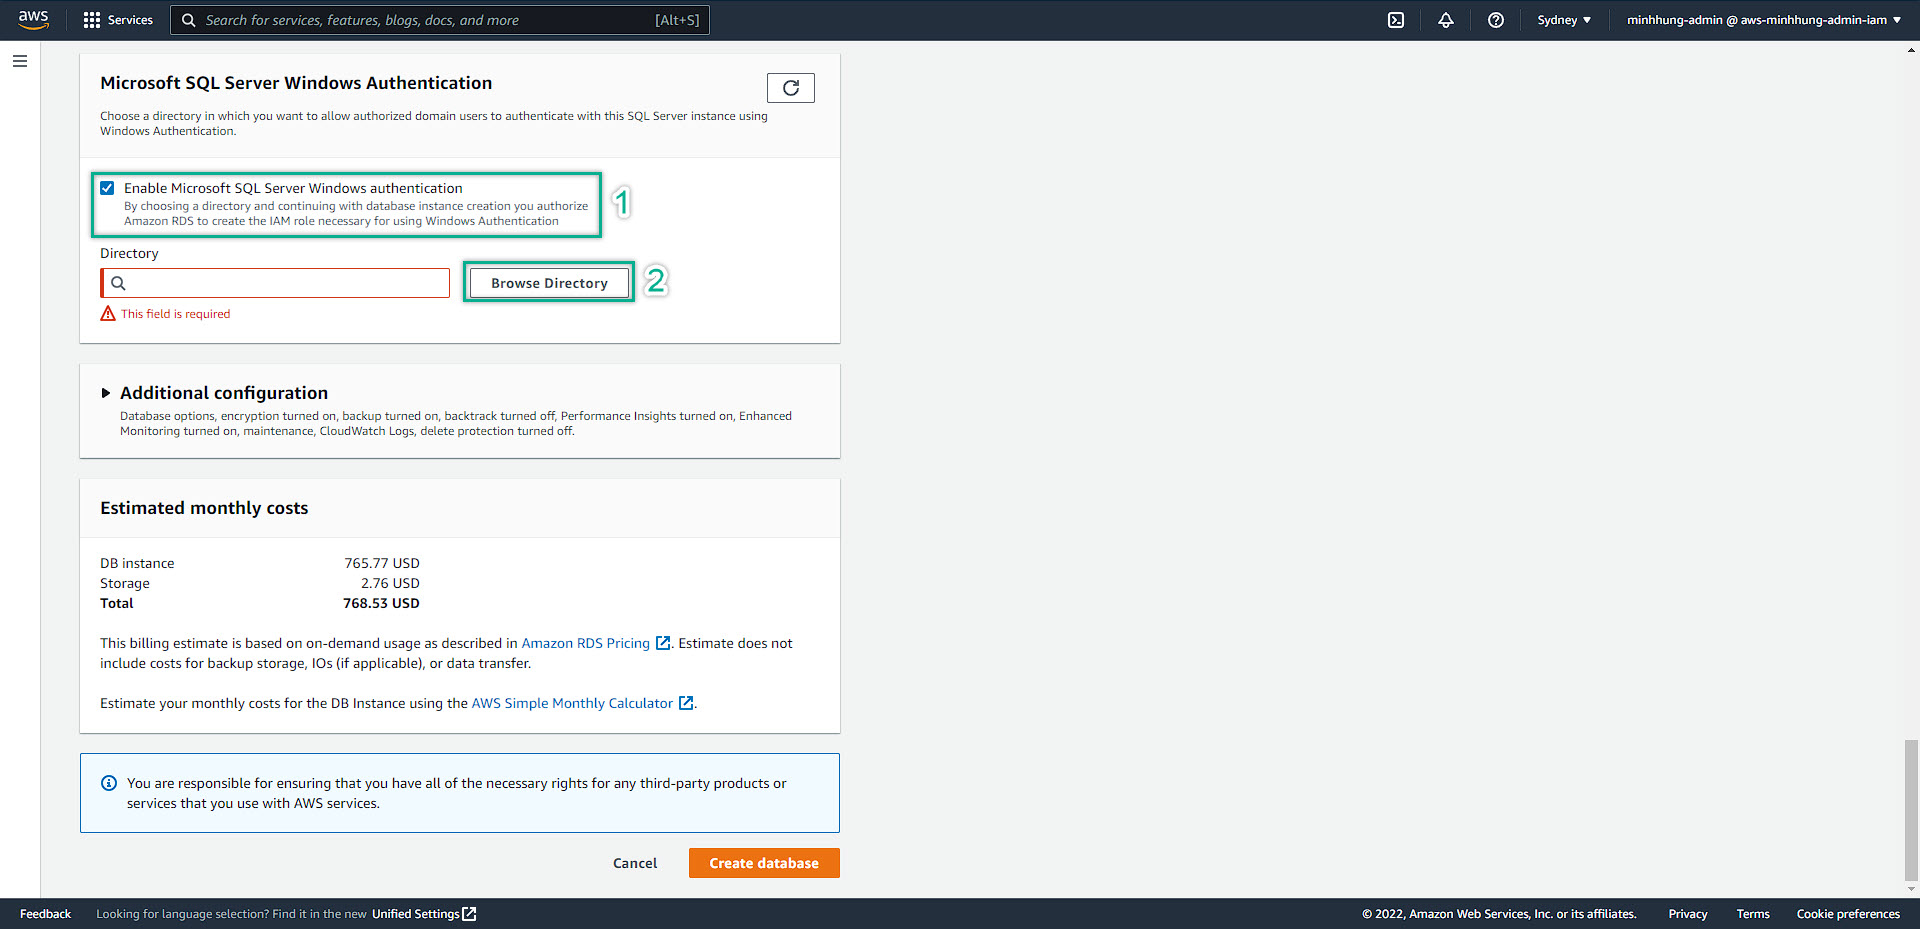 aws
Services
Search for services, features, blogs, docs, and more
[Alt+S]
Sydney
minhhung-admin @ aws-minhhung-admin-iam
Microsoft SQL Server Windows Authentication
Choose a directory in which you want to allow authorized domain users to authenticate with this SQL Server instance using
Windows Authentication.
Enable Microsoft SQL Server Windows authentication
By choosing a directory and continuing with database instance creation you authorize
Amazon RDS to create the IAM role necessary for using Windows Authentication
1
Directory
Browse Directory
2
This field is required
Additional configuration
Database options, encryption turned on, backup turned on, backtrack turned off, Performance Insights turned on, Enhanced
Monitoring turned on, maintenance, CloudWatch Logs, delete protection turned off.
Estimated monthly costs
DB instance 765.77 USD
Storage 2.76 USD
Total 768.53 USD
This billing estimate is based on on-demand usage as described in Amazon RDS Pricing. Estimate does not
include costs for backup storage, IOs (if applicable), or data transfer.
Estimate your monthly costs for the DB Instance using the AWS Simple Monthly Calculator.
You are responsible for ensuring that you have all of the necessary rights for any third-party products or
services that you use with AWS services.
Cancel
Create database
Feedback
Looking for language selection? Find it in the new Unified Settings
© 2022, Amazon Web Services, Inc. or its affiliates.
Privacy
Terms
Cookie preferences